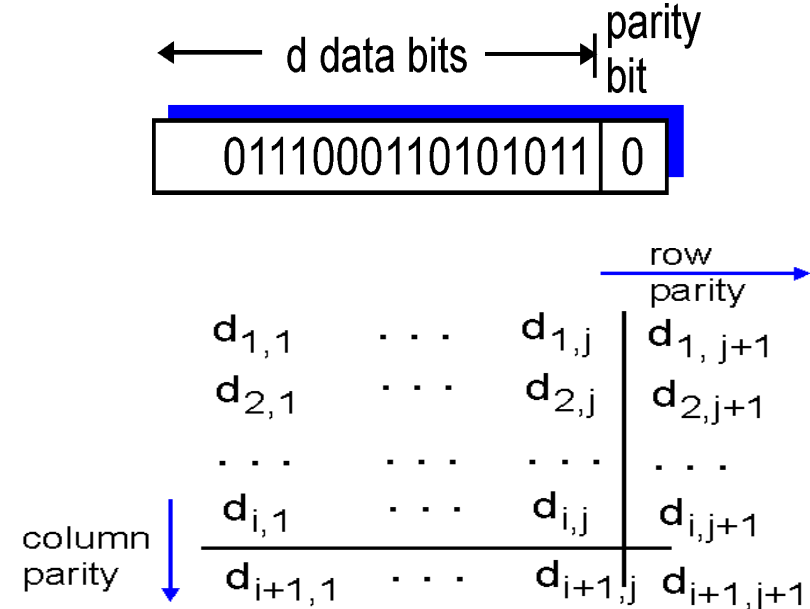 d data bits
parity
bit
0111000110101011 0
row
parity
d1,1 . . . d1,j d1, j+1
d2,1 . . . d2,j d2,j+1
. . . . . . . . . . . .
di,1 . . . di,j di,j+1
column
parity
di+1,1 . . . di+1,j di+1,j+1